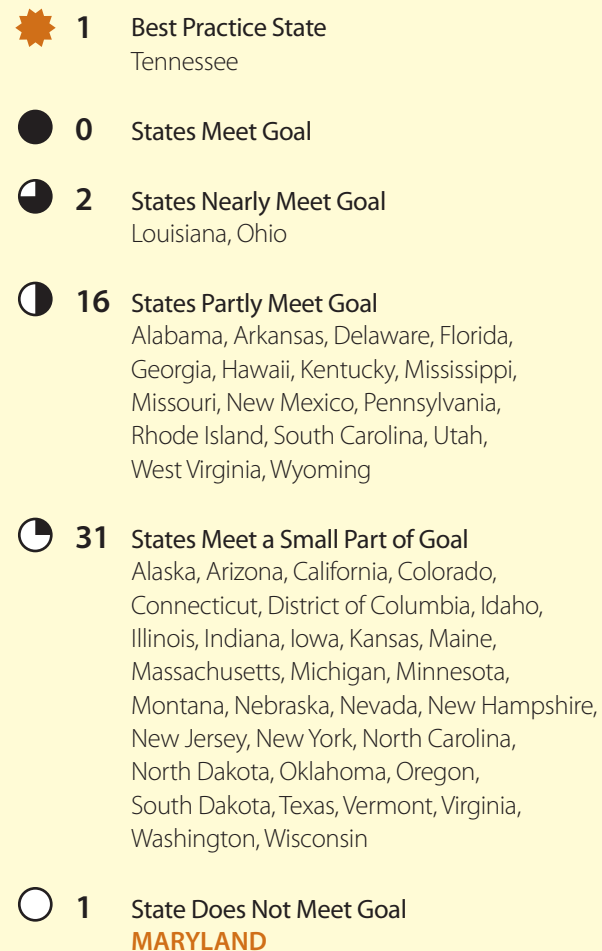 1 Best Practice State
Tennessee
0 States Meet Goal
2 States Nearly Meet Goal
Louisiana, Ohio
16 States Partly Meet Goal
Alabama, Arkansas, Delaware, Florida,
Georgia, Hawaii, Kentucky, Mississippi,
Missouri, New Mexico, Pennsylvania,
Rhode Island, South Carolina, Utah,
West Virginia, Wyoming
31 States Meet a Small Part of Goal
Alaska, Arizona, California, Colorado,
Connecticut, District of Columbia, Idaho,
Illinois, Indiana, Iowa, Kansas, Maine,
Massachusetts, Michigan, Minnesota,
Montana, Nebraska, Nevada, New Hampshire,
New Jersey, New York, North Carolina,
North Dakota, Oklahoma, Oregon,
South Dakota, Texas, Vermont, Virginia,
Washington, Wisconsin
1 State Does Not Meet Goal
MARYLAND